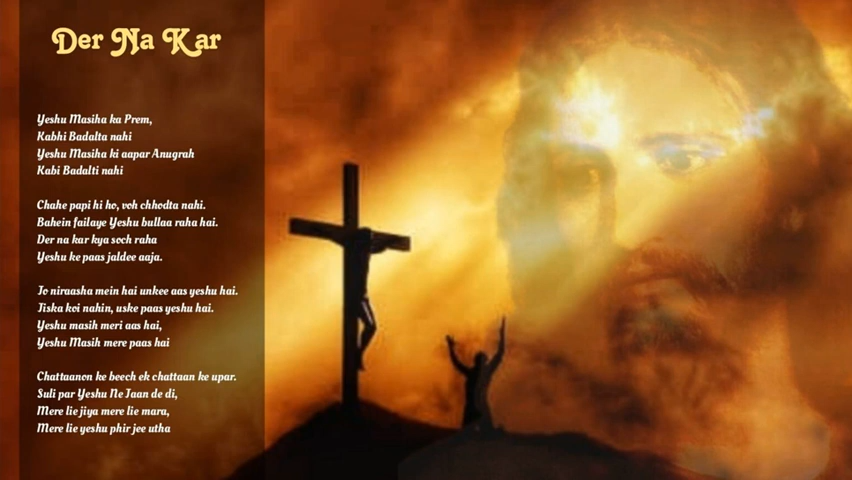 Der Na Kar
Yeshu Masiha ka Prem,
Kabhi Badalta nahi
Yeshu Masiha ki aapar Anugrah
Kabi Badalti nahi
Chahe papi hi ho, voh chhodta nahi.
Bahein failaye Yeshu bullaa raha hai.
Der na kar kya soch raha
Yeshu ke paas jaldee aaja.
Jo niraasha mein hai unkee aas yeshu hai.
Jiska koi nahin, uske paas yeshu hai.
Yeshu masih meri aas hai,
Yeshu Masih mere paas hai
Chattaanon ke beech ek chattaan ke upar.
Suli par Yeshu Ne Jaan de di,
Mere lie jiya mere lie mara,
Mere lie yeshu phir jee utha